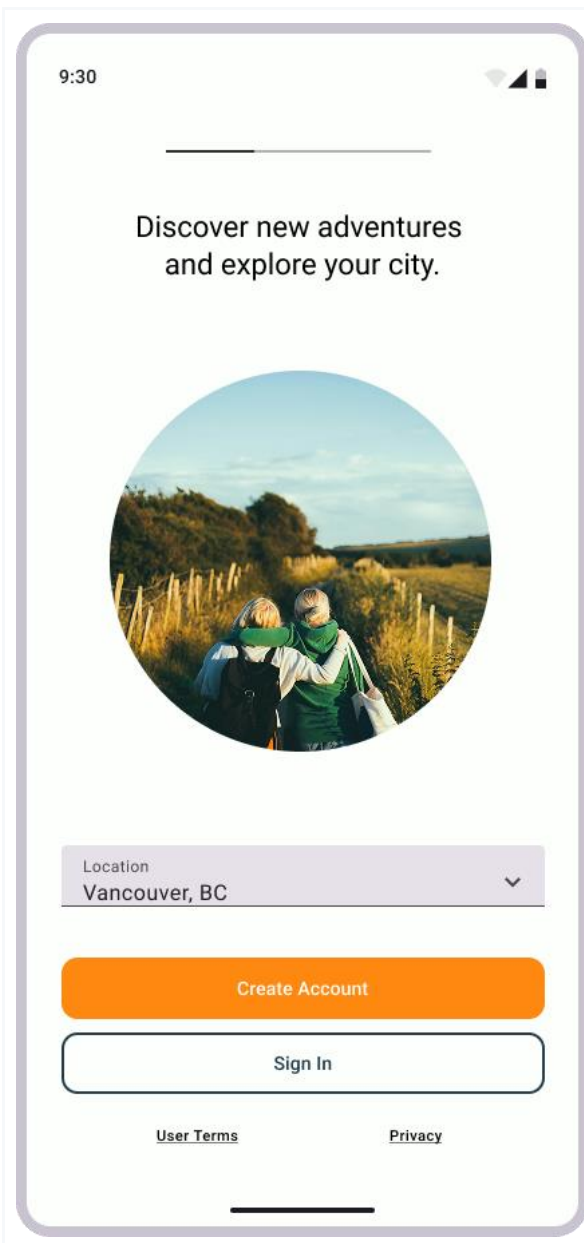 9:30
Discover new adventures
and explore your city.
Location
Vancouver, BC
Create Account
Sign In
User Terms
Privacy